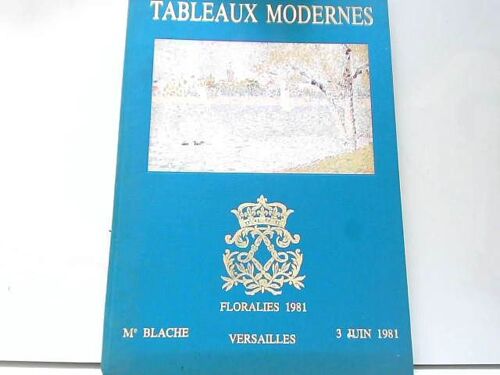 TABLEAUX MODERNES
FLORALIES 1981
Mᵉ BLACHE VERSAILLES 3 JUIN 1981